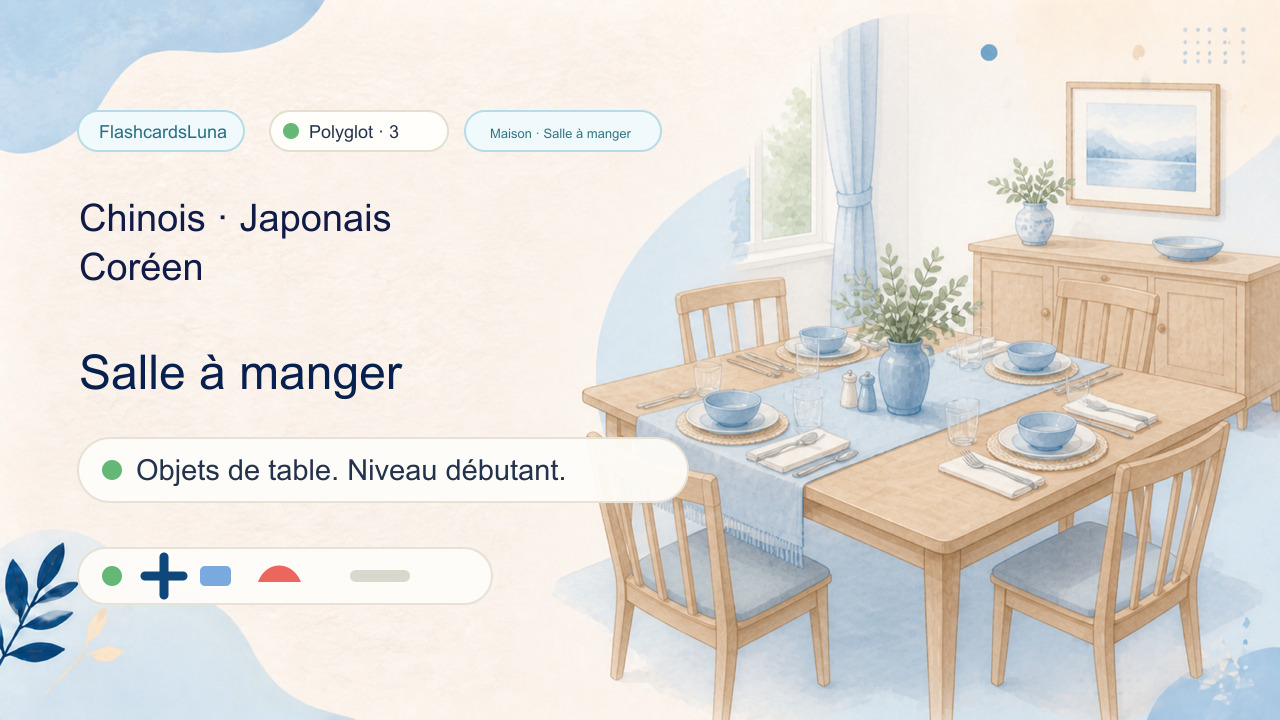 FlashcardsLuna
Polyglot · 3
Maison · Salle à manger
Chinois · Japonais
Coréen
Salle à manger
Objets de table. Niveau débutant.